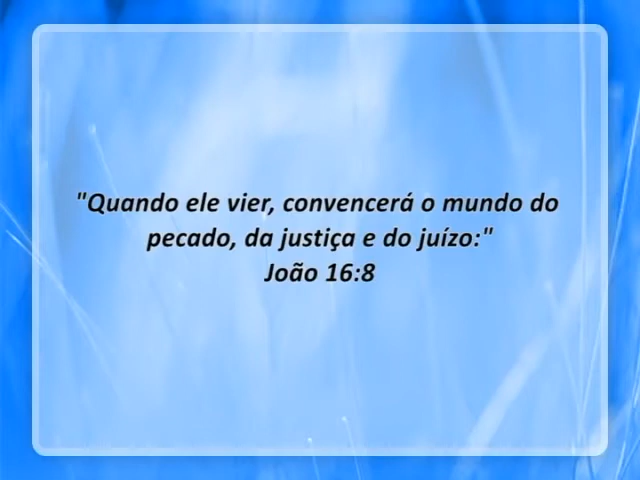 "Quando ele vier, convencerá o mundo do
pecado, da justiça e do juízo:"
João 16:8